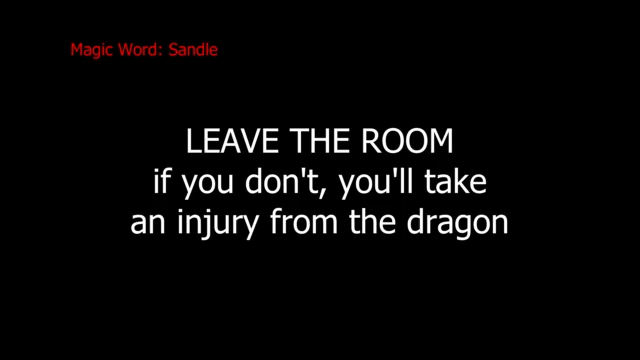 Magic Word: Sandle
LEAVE THE ROOM
if you don't, you'll take
an injury from the dragon